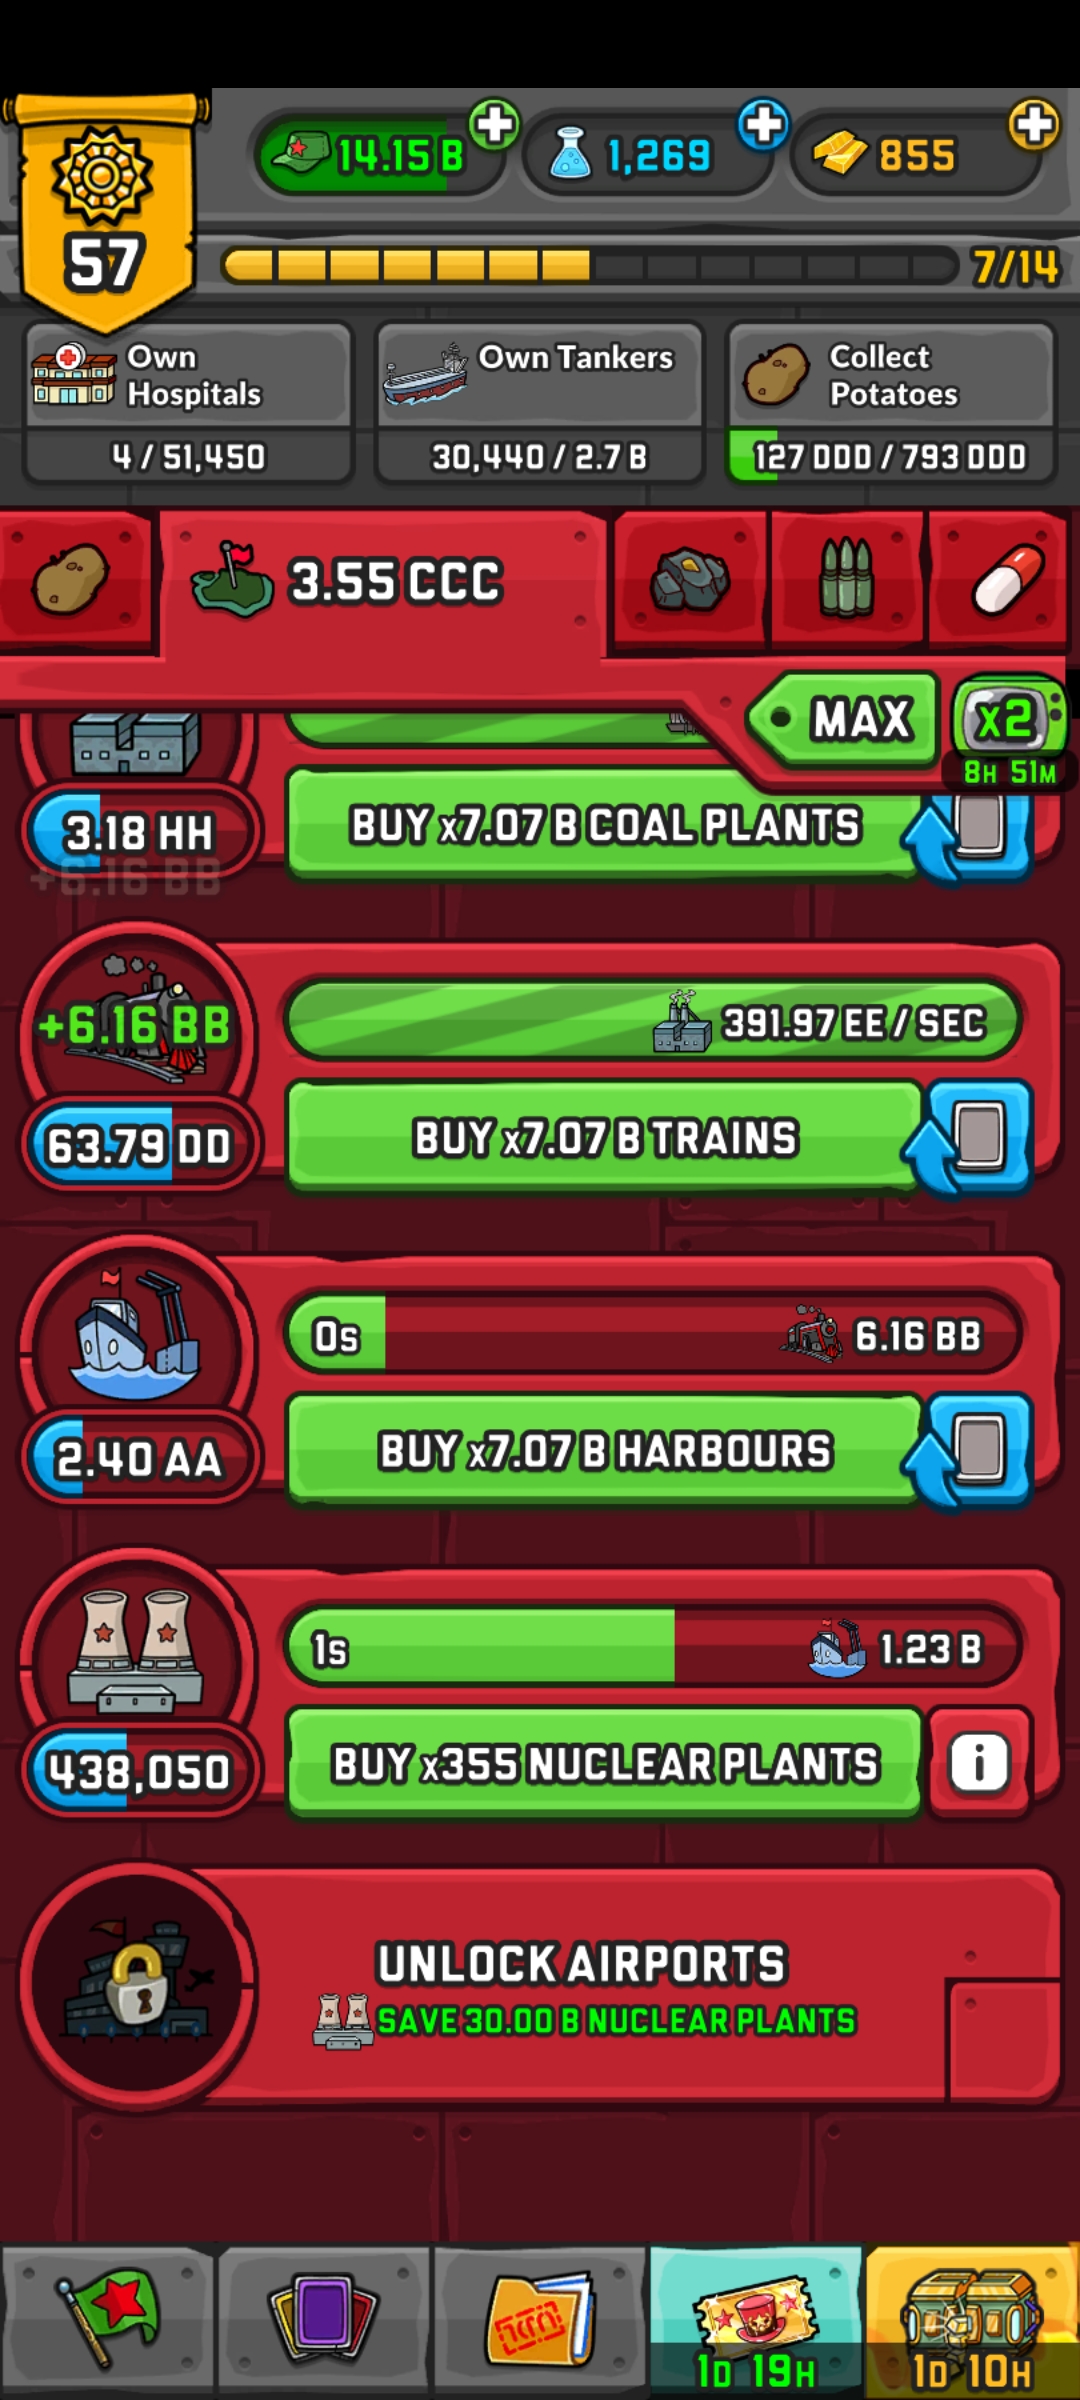 14.15 B
1,269
855
57
7/14
Own Hospitals
4 / 51,450
Own Tankers
30,440 / 2.7 B
Collect Potatoes
127 DDD / 793 DDD
3.55 CCC
MAX
x2
8H 51M
3.18 HH
BUY x7.07 B COAL PLANTS
+6.16 BB
+6.16 BB
391.97 EE / SEC
63.79 DD
BUY x7.07 B TRAINS
0s
6.16 BB
2.40 AA
BUY x7.07 B HARBOURS
1s
1.23 B
438,050
BUY x355 NUCLEAR PLANTS
i
UNLOCK AIRPORTS
SAVE 30.00 B NUCLEAR PLANTS
1D 19H
1D 10H